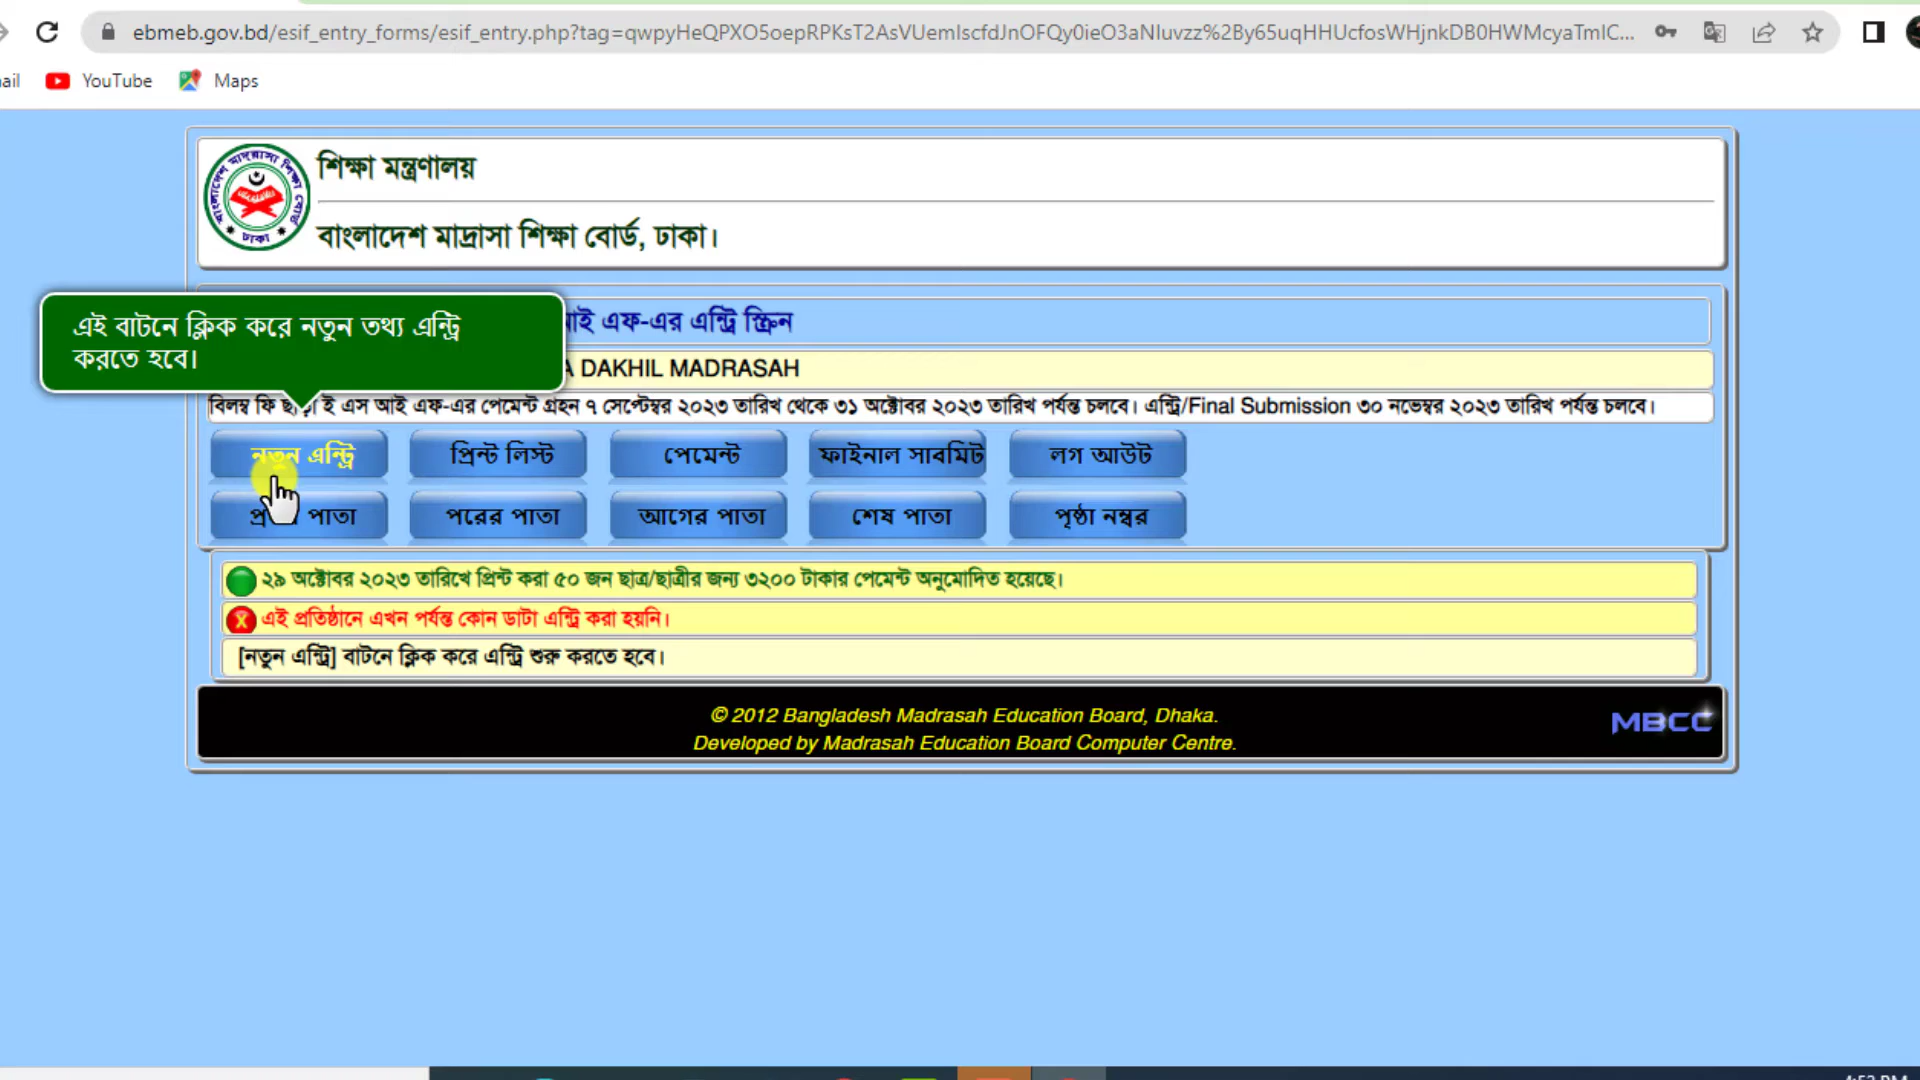 ebmeb.gov.bd/esif_entry_forms/esif_entry.php?tag=qwpyHeQPXO5oepRPKsT2AsVUemIscfdJnOFQy0ieO3aNIuvzz%2By65uqHHUcfosWHjnkDB0HWMcyaTmIC...
YouTube Maps
শিক্ষা মন্ত্রণালয়
বাংলাদেশ মাদ্রাসা শিক্ষা বোর্ড, ঢাকা।
এই বাটনে ক্লিক করে নতুন তথ্য এন্ট্রি
করতে হবে।
আই এফ-এর এন্ট্রি স্ক্রিন
DAKHIL MADRASAH
বিলম্ব ফি ছাড়া ই এস আই এফ-এর পেমেন্ট গ্রহন ৭ সেপ্টেম্বর ২০২৩ তারিখ থেকে ৩১ অক্টোবর ২০২৩ তারিখ পর্যন্ত চলবে। এন্ট্রি/Final Submission ৩০ নভেম্বর ২০২৩ তারিখ পর্যন্ত চলবে।
নতুন এন্ট্রি প্রিন্ট লিস্ট পেমেন্ট ফাইনাল সাবমিট লগ আউট
পাতা পরের পাতা আগের পাতা শেষ পাতা পৃষ্ঠা নম্বর
২৯ অক্টোবর ২০২৩ তারিখে প্রিন্ট করা ৫০ জন ছাত্র/ছাত্রীর জন্য ৩২০০ টাকার পেমেন্ট অনুমোদিত হয়েছে।
X এই প্রতিষ্ঠানে এখন পর্যন্ত কোন ডাটা এন্ট্রি করা হয়নি।
[নতুন এন্ট্রি] বাটনে ক্লিক করে এন্ট্রি শুরু করতে হবে।
© 2012 Bangladesh Madrasah Education Board, Dhaka.
Developed by Madrasah Education Board Computer Centre.
MBCC